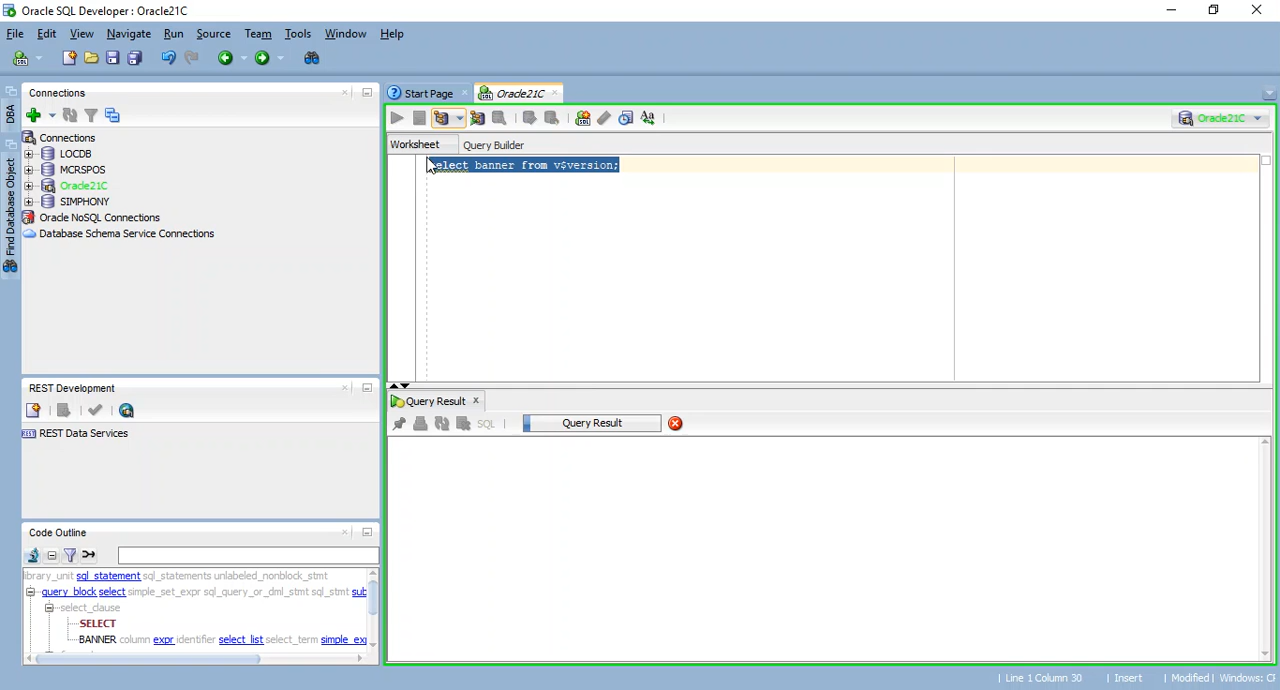 Oracle SQL Developer : Oracle21C
File Edit View Navigate Run Source Team Tools Window Help
Connections
Start Page
Oracle21C
DBA
Find Database Object
Connections
LOCDB
MCRSPOS
Oracle21C
SIMPHONY
Oracle NoSQL Connections
Database Schema Service Connections
Oracle21C
Worksheet Query Builder
select banner from v$version;
REST Development
REST Data Services
Query Result
SQL Query Result
Code Outline
library_unit sql_statement sql_statements unlabeled_nonblock_stmt
query_block select simple_set_expr sql_query_or_dml_stmt sql_stmt sub
select_clause
SELECT
BANNER column expr identifier select_list select_term simple_exp
Line 1 Column 30 | Insert | Modified | Windows: CF